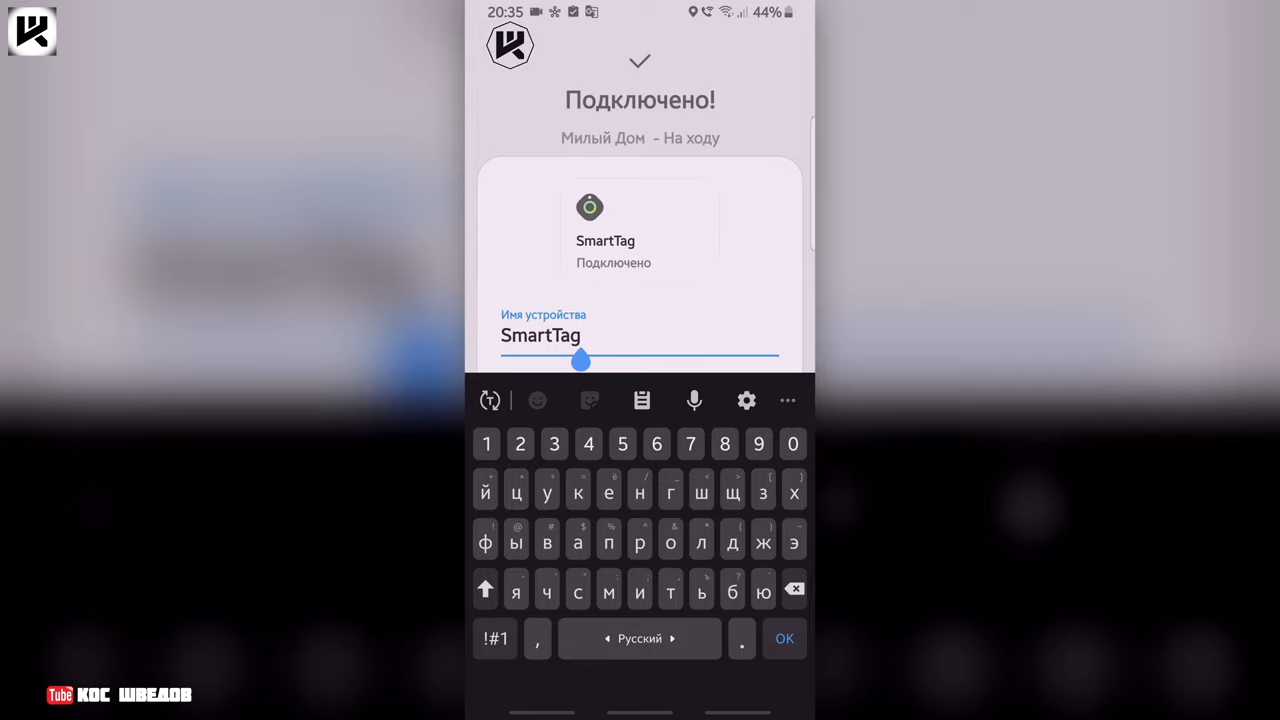 20:35
44%
Подключено!
Милый Дом - На ходу
SmartTag
Подключено
Имя устройства
SmartTag
1 2 3 4 5 6 7 8 9 0
й ц у к е н г ш щ з х
ф ы в а п р о л д ж э
я ч с м и т ь б ю
!#1 , Русский . OK
Tube КОС ШВЕДОВ